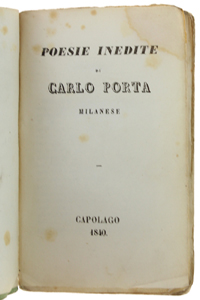 POESIE INEDITE
DI
CARLO PORTA
MILANESE
CAPOLAGO
1840.